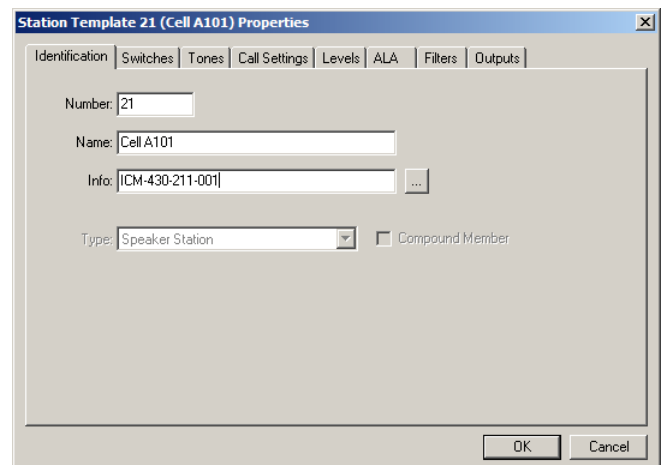 Station Template 21 (Cell A101) Properties
Identification Switches Tones Call Settings Levels ALA Filters Outputs
Number: 21
Name: Cell A101
Info: ICM-430-211-001 ...
Type: Speaker Station Compound Member
OK Cancel